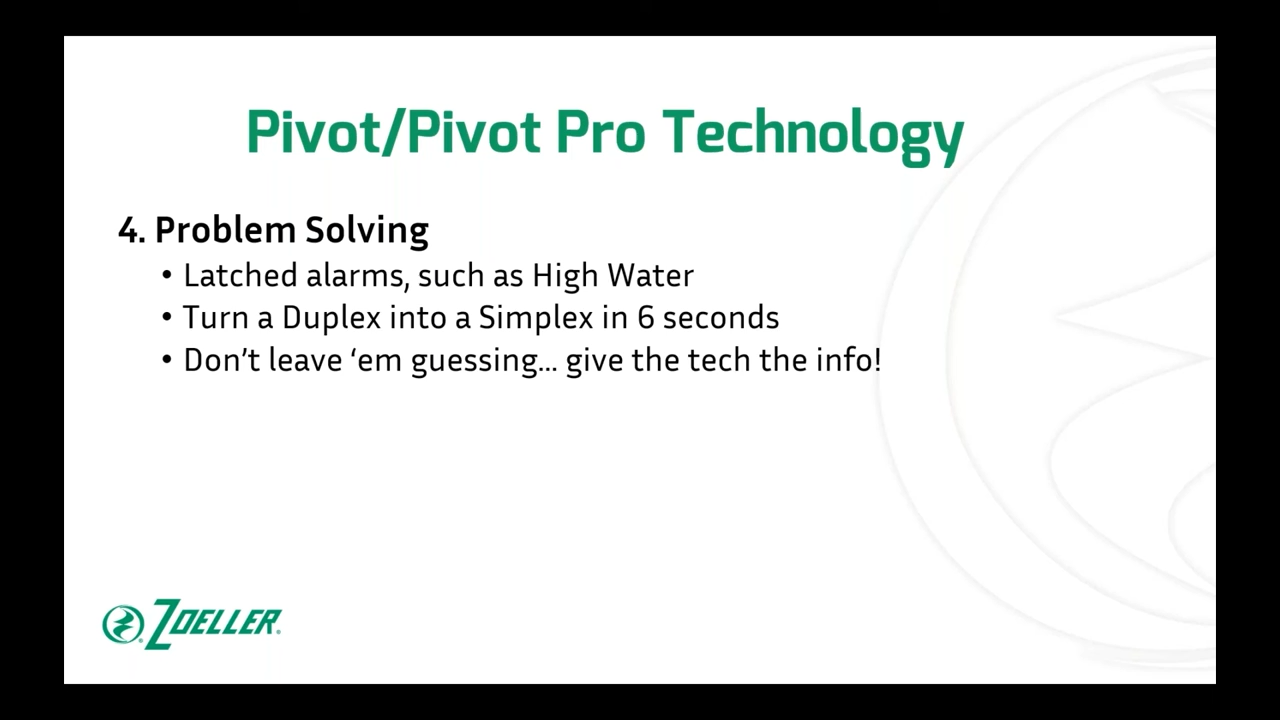 Pivot/Pivot Pro Technology
4. Problem Solving
• Latched alarms, such as High Water
• Turn a Duplex into a Simplex in 6 seconds
• Don’t leave ‘em guessing... give the tech the info!
ZOELLER